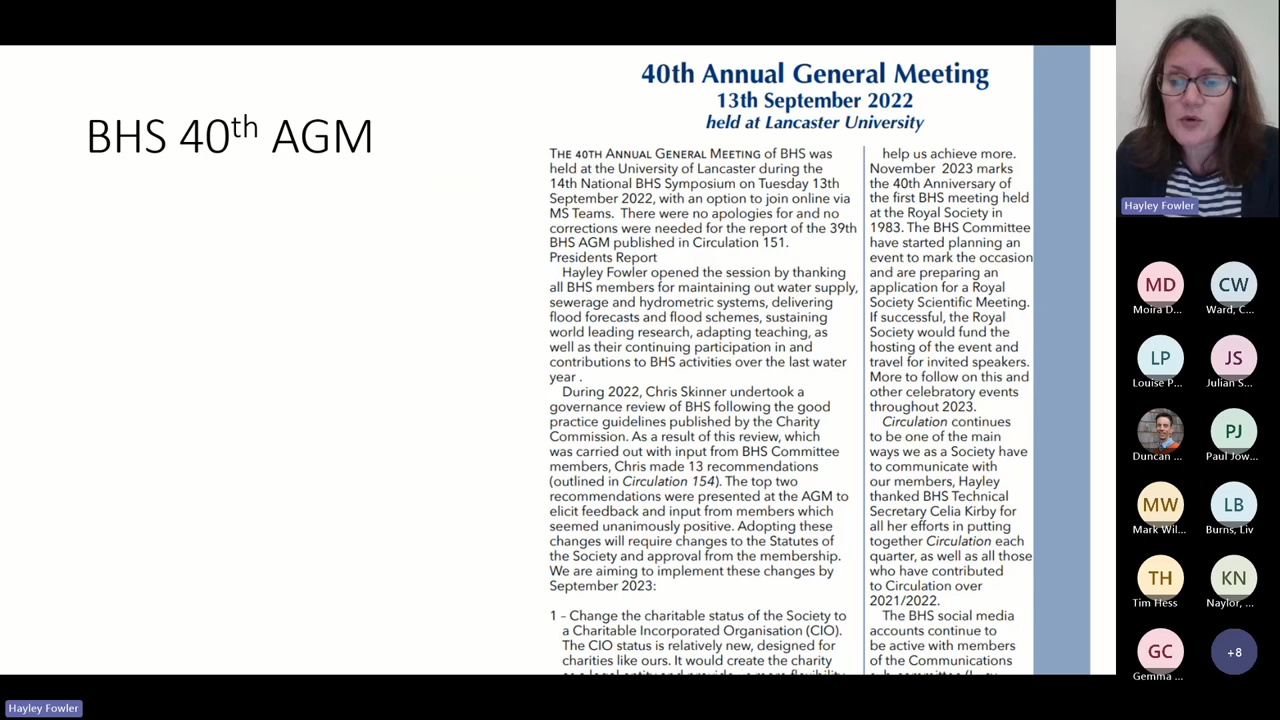 BHS 40th AGM
40th Annual General Meeting
13th September 2022
held at Lancaster University
THE 40TH ANNUAL GENERAL MEETING of BHS was
held at the University of Lancaster during the
14th National BHS Symposium on Tuesday 13th
September 2022, with an option to join online via
MS Teams. There were no apologies for and no
corrections were needed for the report of the 39th
BHS AGM published in Circulation 151.
Presidents Report
Hayley Fowler opened the session by thanking
all BHS members for maintaining out water supply,
sewerage and hydrometric systems, delivering
flood forecasts and flood schemes, sustaining
world leading research, adapting teaching, as
well as their continuing participation in and
contributions to BHS activities over the last water
year .
During 2022, Chris Skinner undertook a
governance review of BHS following the good
practice guidelines published by the Charity
Commission. As a result of this review, which
was carried out with input from BHS Committee
members, Chris made 13 recommendations
(outlined in Circulation 154). The top two
recommendations were presented at the AGM to
elicit feedback and input from members which
seemed unanimously positive. Adopting these
changes will require changes to the Statutes of
the Society and approval from the membership.
We are aiming to implement these changes by
September 2023:
1 – Change the charitable status of the Society to
a Charitable Incorporated Organisation (CIO).
The CIO status is relatively new, designed for
charities like ours. It would create the charity
help us achieve more.
November 2023 marks
the 40th Anniversary of
the first BHS meeting held
at the Royal Society in
1983. The BHS Committee
have started planning an
event to mark the occasion
and are preparing an
application for a Royal
Society Scientific Meeting.
If successful, the Royal
Society would fund the
hosting of the event and
travel for invited speakers.
More to follow on this and
other celebratory events
throughout 2023.
Circulation continues
to be one of the main
ways we as a Society have
to communicate with
our members, Hayley
thanked BHS Technical
Secretary Celia Kirby for
all her efforts in putting
together Circulation each
quarter, as well as all those
who have contributed
to Circulation over
2021/2022.
The BHS social media
accounts continue to
be active with members
of the Communications
Hayley Fowler
MD
Moira D...
CW
Ward, C...
LP
Louise P...
JS
Julian S...
Duncan ...
PJ
Paul Jow...
MW
Mark Wil...
LB
Burns, Liv
TH
Tim Hess
KN
Naylor, ...
GC
Gemma ...
+8
Hayley Fowler